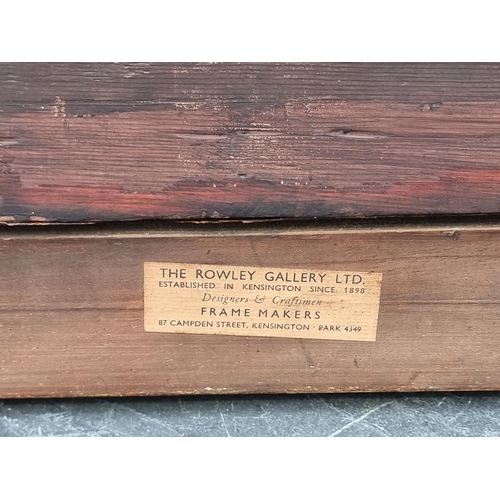 THE ROWLEY GALLERY LTD.
ESTABLISHED IN KENSINGTON SINCE 1898
Designers & Craftsmen
FRAME MAKERS
87 CAMPDEN STREET, KENSINGTON · PARK 4349